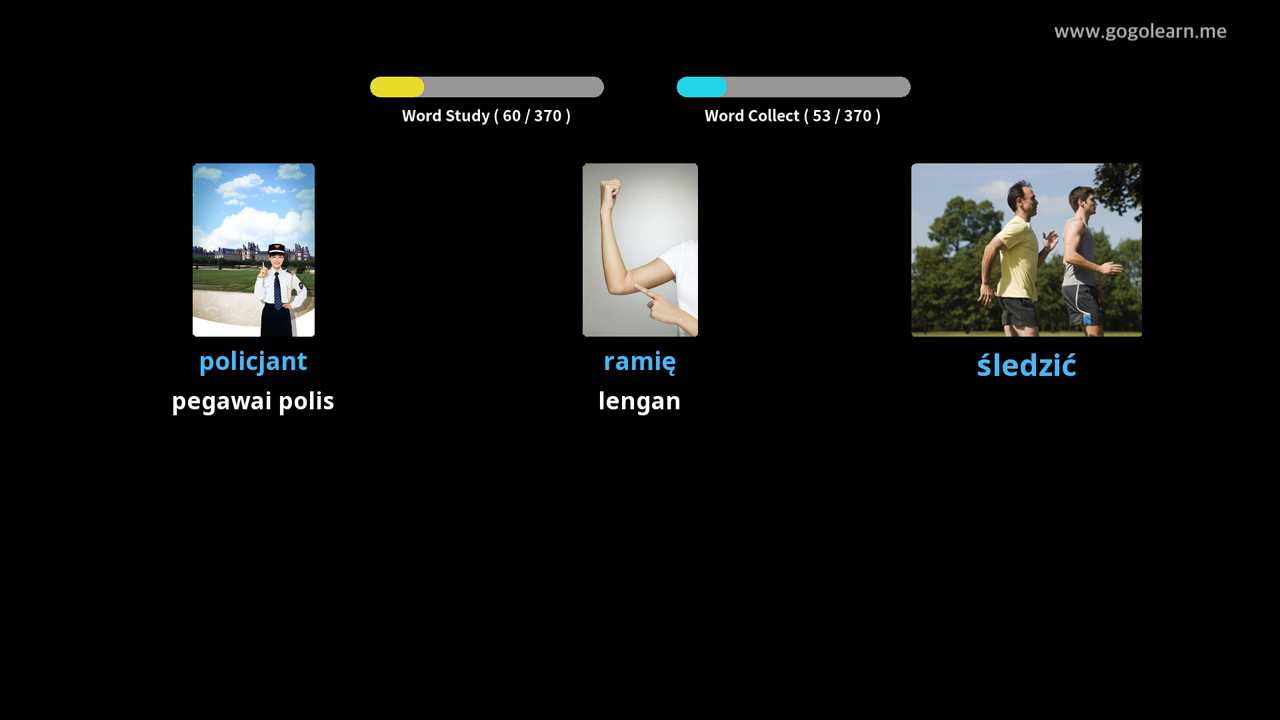 www.gogolearn.me
Word Study ( 60 / 370 )
Word Collect ( 53 / 370 )
policjant
pegawai polis
ramię
lengan
śledzić